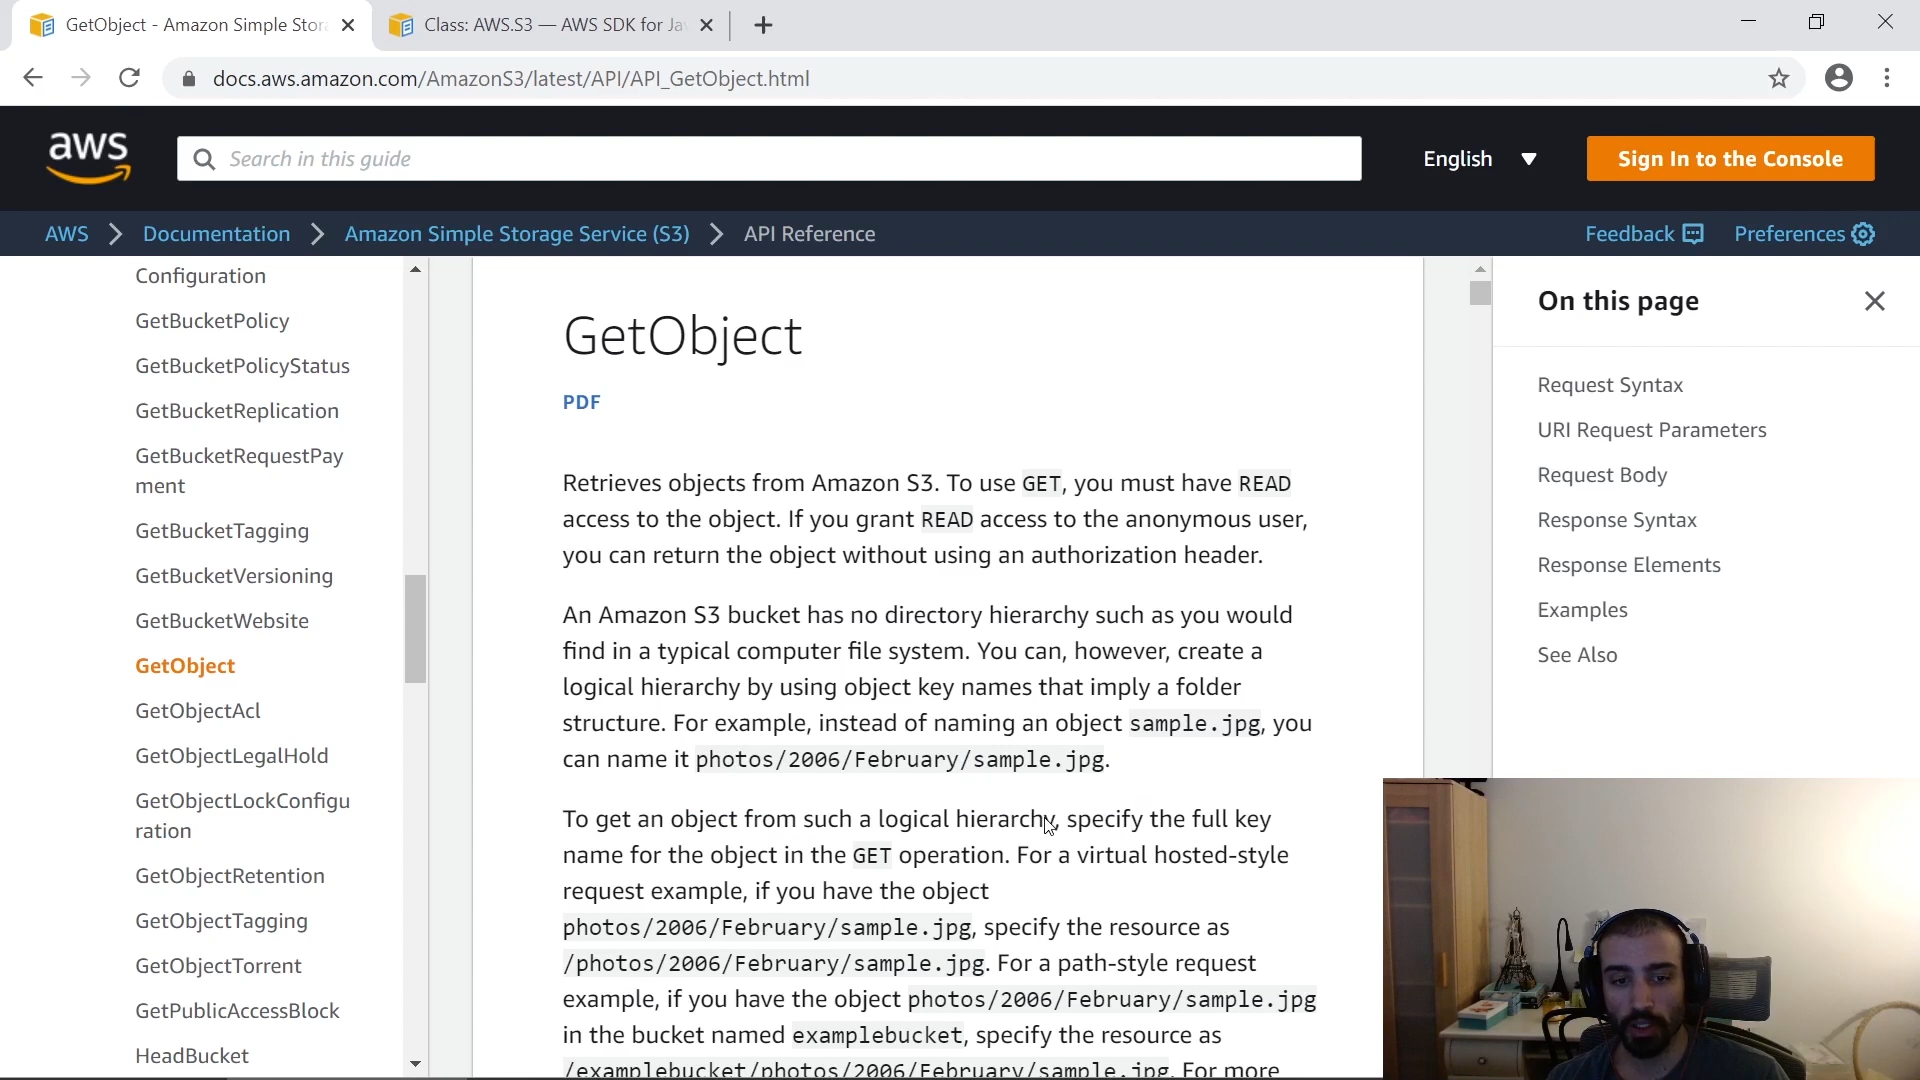 GetObject - Amazon Simple Stor
Class: AWS.S3 — AWS SDK for Ja
docs.aws.amazon.com/AmazonS3/latest/API/API_GetObject.html
aws
Search in this guide
English
Sign In to the Console
AWS
Documentation
Amazon Simple Storage Service (S3)
API Reference
Feedback
Preferences
Configuration
GetBucketPolicy
GetBucketPolicyStatus
GetBucketReplication
GetBucketRequestPay
ment
GetBucketTagging
GetBucketVersioning
GetBucketWebsite
GetObject
GetObjectAcl
GetObjectLegalHold
GetObjectLockConfigu
ration
GetObjectRetention
GetObjectTagging
GetObjectTorrent
GetPublicAccessBlock
HeadBucket
GetObject
PDF
Retrieves objects from Amazon S3. To use GET, you must have READ
access to the object. If you grant READ access to the anonymous user,
you can return the object without using an authorization header.
An Amazon S3 bucket has no directory hierarchy such as you would
find in a typical computer file system. You can, however, create a
logical hierarchy by using object key names that imply a folder
structure. For example, instead of naming an object sample.jpg, you
can name it photos/2006/February/sample.jpg.
To get an object from such a logical hierarchy, specify the full key
name for the object in the GET operation. For a virtual hosted-style
request example, if you have the object
photos/2006/February/sample.jpg, specify the resource as
/photos/2006/February/sample.jpg. For a path-style request
example, if you have the object photos/2006/February/sample.jpg
in the bucket named examplebucket, specify the resource as
/examplebucket/photos/2006/February/sample.jpg. For more
On this page
Request Syntax
URI Request Parameters
Request Body
Response Syntax
Response Elements
Examples
See Also